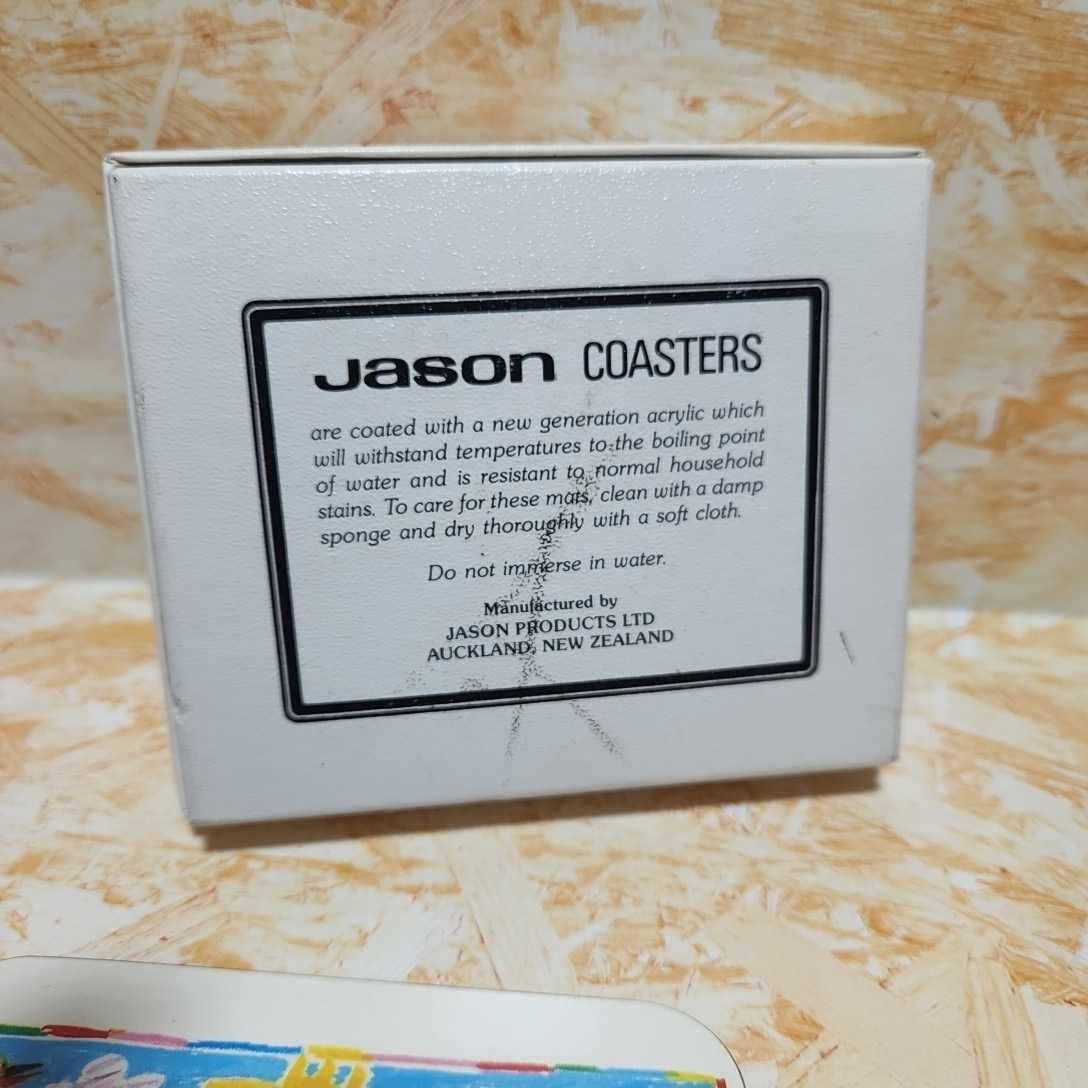 Jason COASTERS
are coated with a new generation acrylic which
will withstand temperatures to the boiling point
of water and is resistant to normal household
stains. To care for these mats, clean with a damp
sponge and dry thoroughly with a soft cloth.
Do not immerse in water.
Manufactured by
JASON PRODUCTS LTD
AUCKLAND, NEW ZEALAND